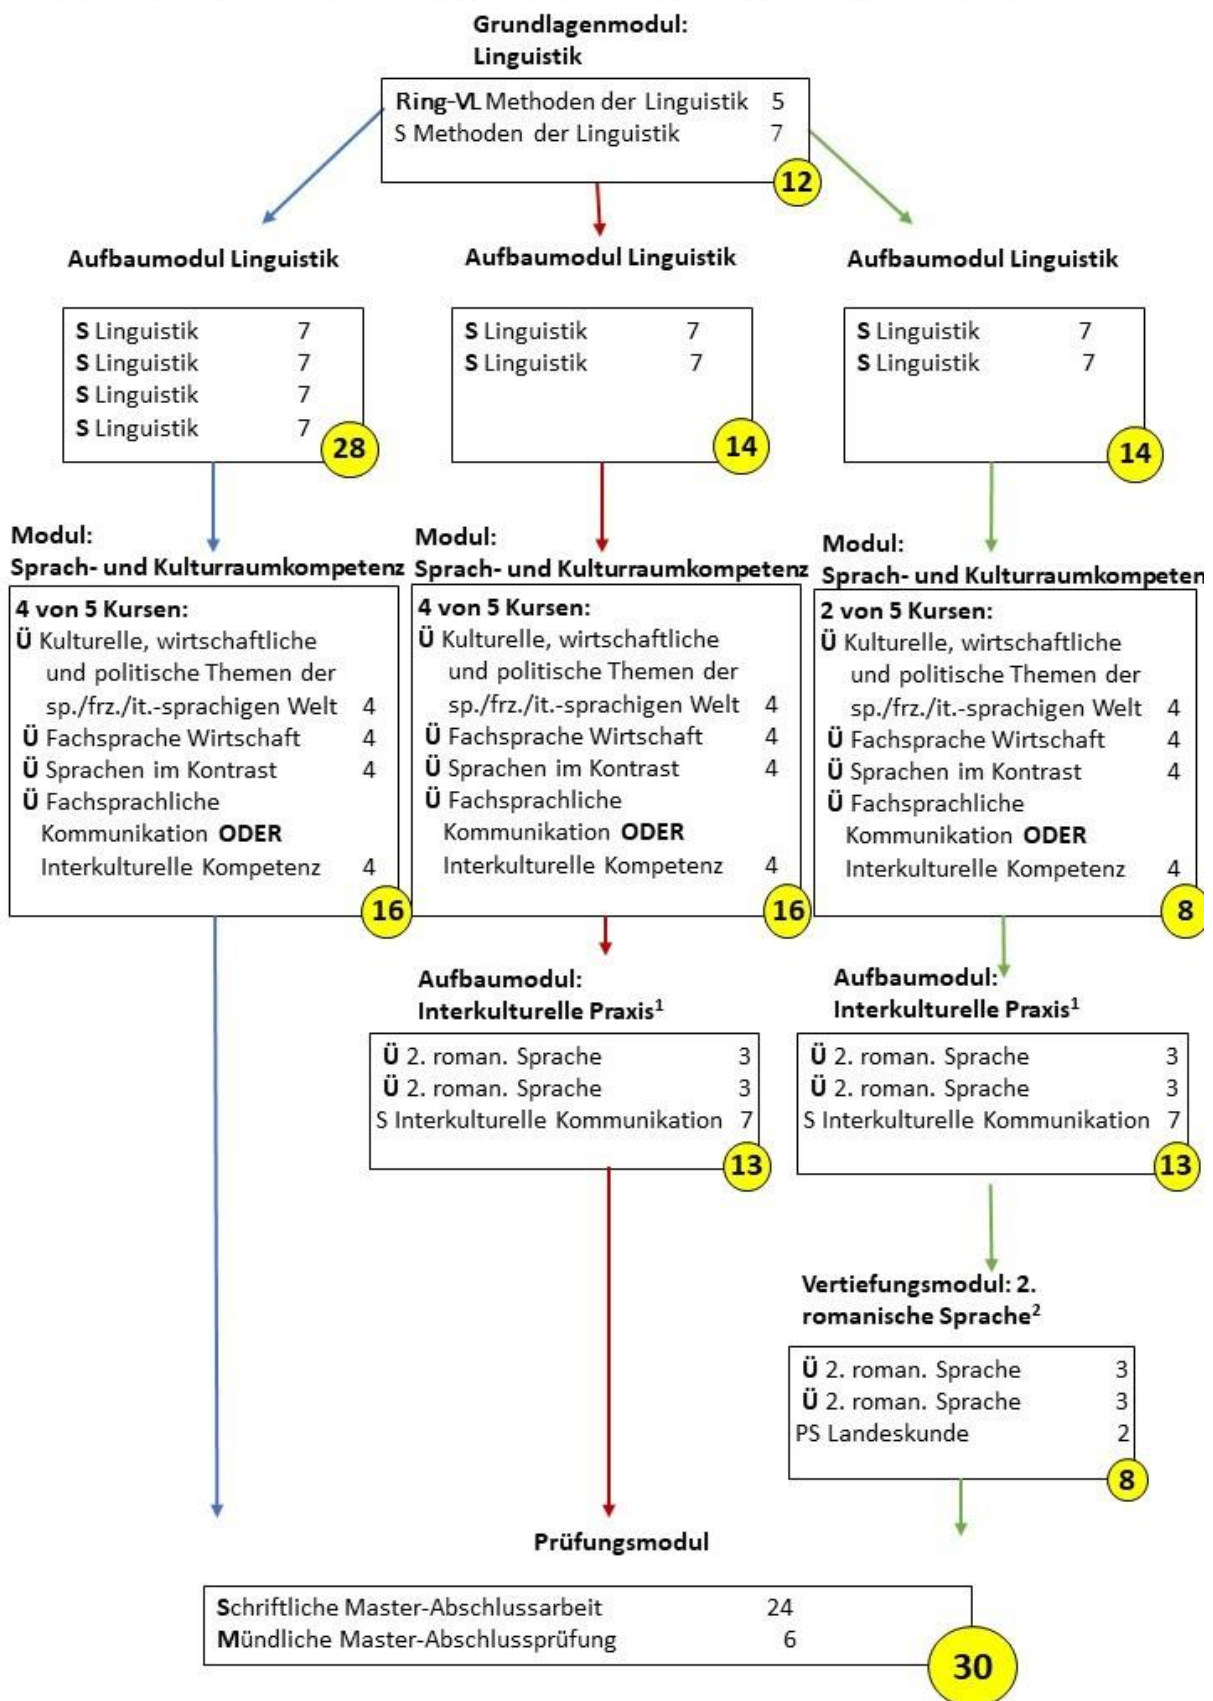 Grundlagenmodul:
Linguistik
Ring-VL Methoden der Linguistik 5
S Methoden der Linguistik 7
12
Aufbaumodul Linguistik
S Linguistik 7
S Linguistik 7
S Linguistik 7
S Linguistik 7
28
Aufbaumodul Linguistik
S Linguistik 7
S Linguistik 7
14
Aufbaumodul Linguistik
S Linguistik 7
S Linguistik 7
14
Modul:
Sprach- und Kulturraumkompetenz
4 von 5 Kursen:
Ü Kulturelle, wirtschaftliche
und politische Themen der
sp./frz./it.-sprachigen Welt 4
Ü Fachsprache Wirtschaft 4
Ü Sprachen im Kontrast 4
Ü Fachsprachliche
Kommunikation ODER
Interkulturelle Kompetenz 4
16
Modul:
Sprach- und Kulturraumkompetenz
4 von 5 Kursen:
Ü Kulturelle, wirtschaftliche
und politische Themen der
sp./frz./it.-sprachigen Welt 4
Ü Fachsprache Wirtschaft 4
Ü Sprachen im Kontrast 4
Ü Fachsprachliche
Kommunikation ODER
Interkulturelle Kompetenz 4
16
Modul:
Sprach- und Kulturraumkompeten
2 von 5 Kursen:
Ü Kulturelle, wirtschaftliche
und politische Themen der
sp./frz./it.-sprachigen Welt 4
Ü Fachsprache Wirtschaft 4
Ü Sprachen im Kontrast 4
Ü Fachsprachliche
Kommunikation ODER
Interkulturelle Kompetenz 4
8
Aufbaumodul:
Interkulturelle Praxis¹
Ü 2. roman. Sprache 3
Ü 2. roman. Sprache 3
S Interkulturelle Kommunikation 7
13
Aufbaumodul:
Interkulturelle Praxis¹
Ü 2. roman. Sprache 3
Ü 2. roman. Sprache 3
S Interkulturelle Kommunikation 7
13
Vertiefungsmodul: 2.
romanische Sprache²
Ü 2. roman. Sprache 3
Ü 2. roman. Sprache 3
PS Landeskunde 2
8
Prüfungsmodul
Schriftliche Master-Abschlussarbeit 24
Mündliche Master-Abschlussprüfung 6
30